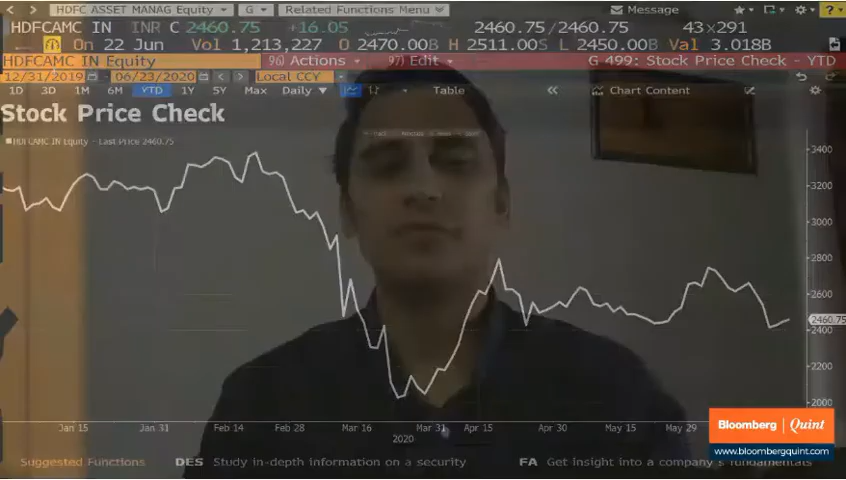 HDFC ASSET MANAG Equity G Related Functions Menu Message ?
HDFCAMC IN INR C 2460.75 +16.05 2460.75/2460.75 43×291
On 22 Jun Vol 1,213,227 O 2470.00B H 2511.00S L 2450.00B Val 3.018B
HDFCAMC IN Equity 96) Actions 97) Edit G 499: Stock Price Check - YTD
12/31/2019 - 06/23/2020 Local CCY
1D 3D 1M 6M YTD 1Y 5Y Max Daily Table Chart Content
Stock Price Check
HDFCAMC IN Equity - Last Price 2460.75
3400
3200
3000
2800
2600
2460.75
2400
2200
2000
Jan 15 Jan 31 Feb 14 Feb 28 Mar 16 Mar 31 Apr 15 Apr 30 May 15 May 29
2020
Bloomberg | Quint
www.bloombergquint.com
Suggested Functions DES Study in-depth information on a security FA Get insight into a company's fundamentals